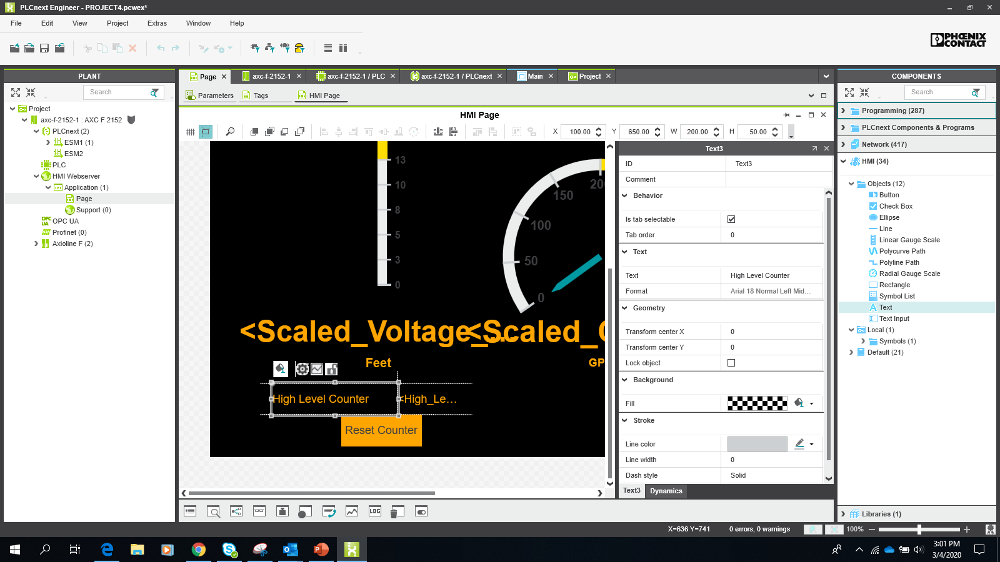 PLCnext Engineer - PROJECT4.pcwex*
File Edit View Project Extras Window Help
PHŒNIX CONTACT
PLANT
Search
Project
axc-f-2152-1 : AXC F 2152
PLCnext (2)
ESM1 (1)
ESM2
PLC
HMI Webserver
Application (1)
Page
Support (0)
OPC UA
OPC UA
Profinet (0)
Axioline F (2)
Page
axc-f-2152-1
axc-f-2152-1 / PLC
axc-f-2152-1 / PLCnext
Main
Project
Parameters
Tags
HMI Page
HMI Page
X 100.00 Y 650.00 W 200.00 H 50.00
13
10
8
5
3
0
200
150
100
50
0
<Scaled_Voltage_...
<Scaled_C
Feet
GP
High Level Counter
<High_Le...
Reset Counter
Text3
ID Text3
Comment
Behavior
Is tab selectable
Tab order 0
Text
Text High Level Counter
Format Arial 18 Normal Left Mid...
Geometry
Transform center X 0
Transform center Y 0
Lock object
Background
Fill
Stroke
Line color
Line width 0
Dash style Solid
Text3
Dynamics
COMPONENTS
Search
Programming (287)
PLCnext Components & Programs
Network (417)
HMI (34)
Objects (12)
Button
Check Box
Ellipse
Line
Linear Gauge Scale
Polycurve Path
Polyline Path
Radial Gauge Scale
Rectangle
Symbol List
Text
Text Input
Local (1)
Symbols (1)
Default (21)
Libraries (1)
LOG
X=636 Y=741
0 errors, 0 warnings
100%
3:01 PM
3/4/2020